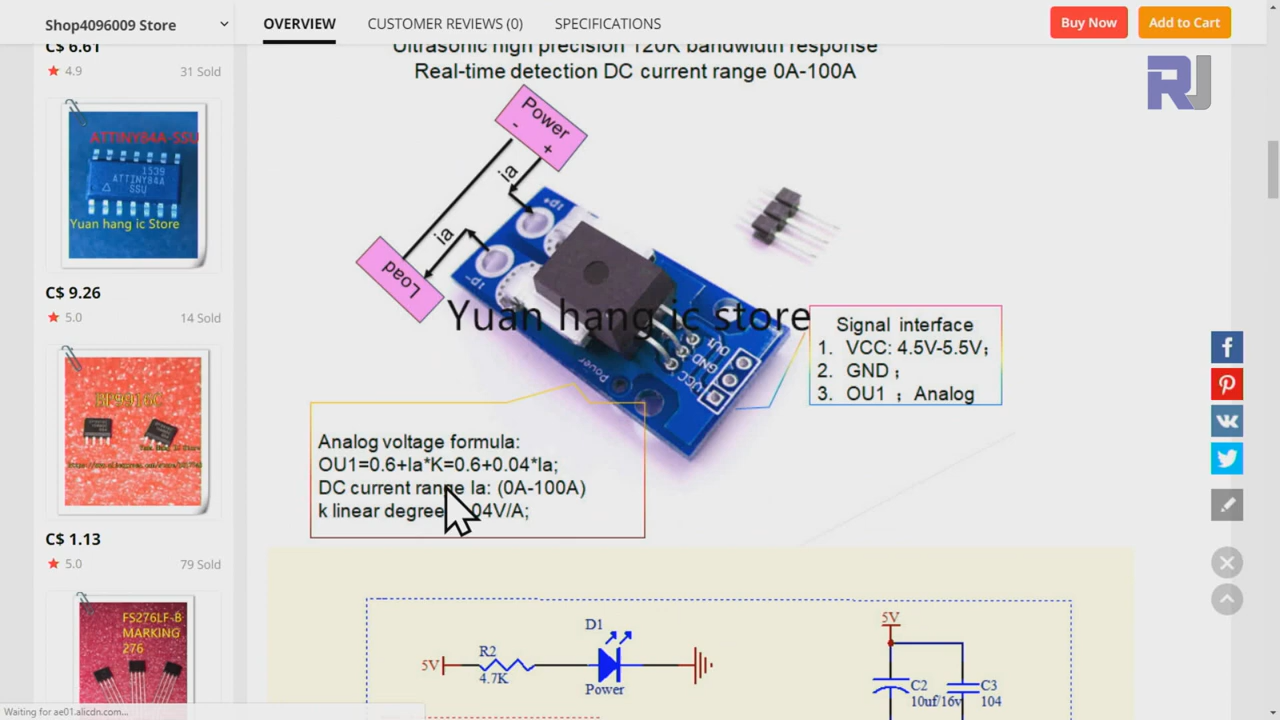 Shop4096009 Store
OVERVIEW
CUSTOMER REVIEWS (0)
SPECIFICATIONS
Buy Now
Add to Cart
C$ 6.61
4.9
31 Sold
ATTINY84A-SSU
1539
ATTINY84A
SSU
Yuan hang ic Store
C$ 9.26
5.0
14 Sold
C$ 1.13
5.0
79 Sold
FS276LF-B
MARKING
276
Ultrasonic high precision 120K bandwidth response
Real-time detection DC current range 0A-100A
RJ
Power
- +
ia
ia
Load
IP+
IP-
Yuan hang ic store
OU1
GND
VCC
Power
Signal interface
1. VCC: 4.5V-5.5V;
2. GND ;
3. OU1 ; Analog
Analog voltage formula:
OU1=0.6+Ia*K=0.6+0.04*Ia;
DC current range Ia: (0A-100A)
k linear degree 04V/A;
D1
5V
R2
4.7K
Power
5V
C2
10uf/16v
C3
104
Waiting for ae01.alicdn.com...